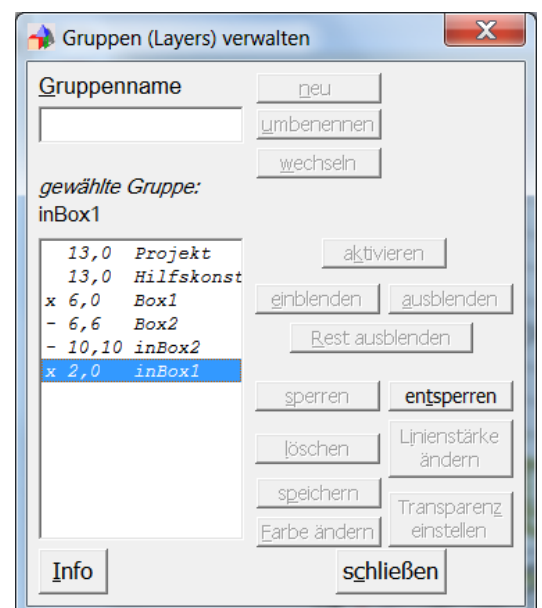 Gruppen (Layers) verwalten
X
Gruppenname
neu
umbenennen
wechseln
gewählte Gruppe:
inBox1
13,0 Projekt
13,0 Hilfskonst
x 6,0 Box1
- 6,6 Box2
- 10,10 inBox2
x 2,0 inBox1
aktivieren
einblenden ausblenden
Rest ausblenden
sperren entsperren
löschen Linienstärke
ändern
speichern Transparenz
Farbe ändern einstellen
Info schließen